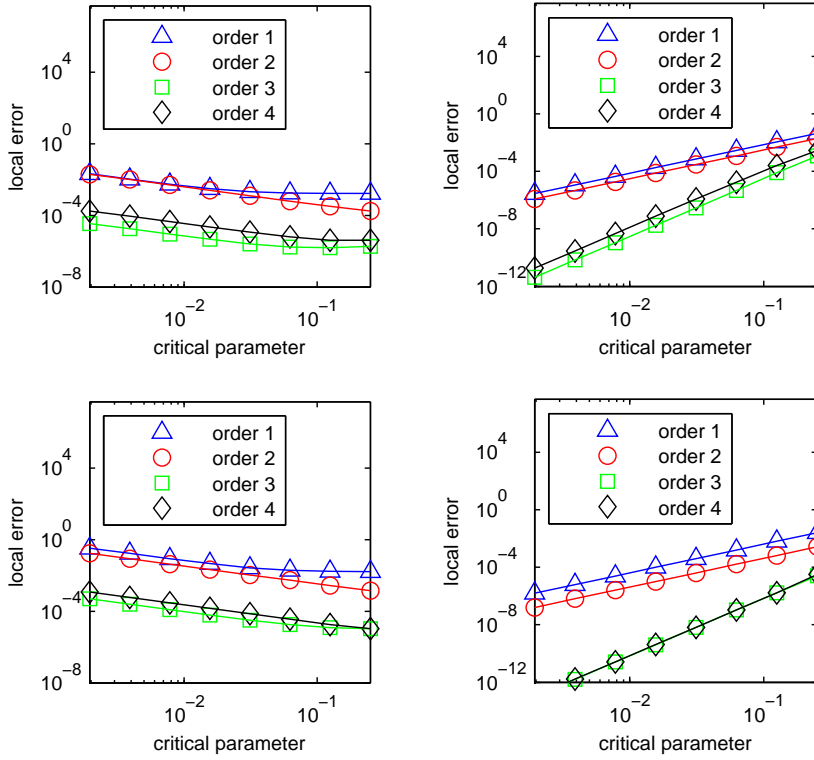 10^4
10^0
10^−4
10^−8
local error
order 1
order 2
order 3
order 4
10^−2
10^−1
critical parameter
10^4
10^0
10^−4
10^−8
10^−12
local error
order 1
order 2
order 3
order 4
10^−2
10^−1
critical parameter
10^4
10^0
10^−4
10^−8
local error
order 1
order 2
order 3
order 4
10^−2
10^−1
critical parameter
10^4
10^0
10^−4
10^−8
10^−12
local error
order 1
order 2
order 3
order 4
10^−2
10^−1
critical parameter